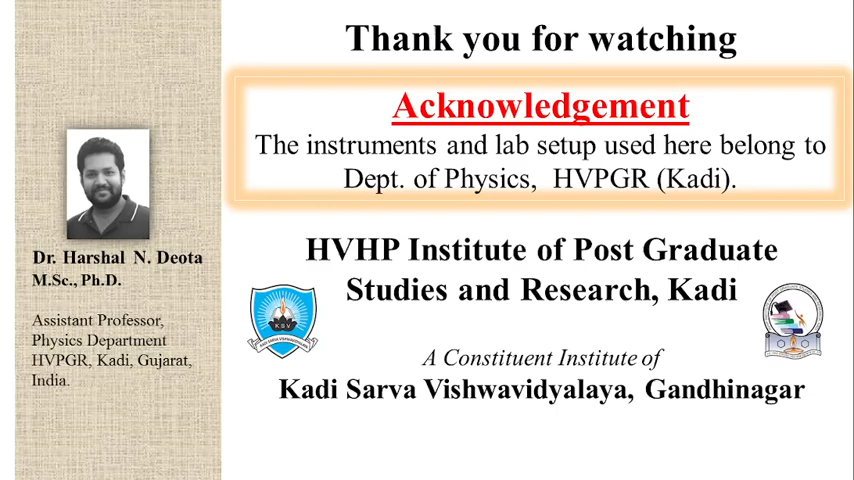 Thank you for watching
Acknowledgement
The instruments and lab setup used here belong to
Dept. of Physics, HVPGR (Kadi).
Dr. Harshal N. Deota
M.Sc., Ph.D.
Assistant Professor,
Physics Department
HVPGR, Kadi, Gujarat,
India.
HVHP Institute of Post Graduate
Studies and Research, Kadi
KSV
A Constituent Institute of
Kadi Sarva Vishwavidyalaya, Gandhinagar